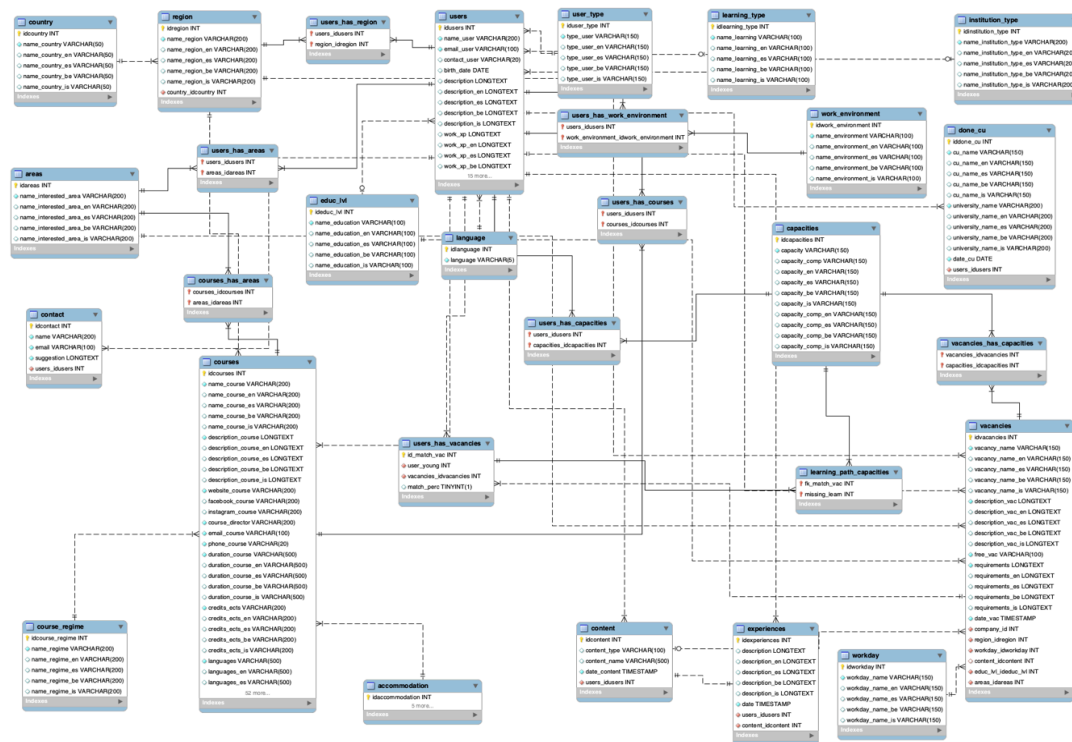 country
idcountry INT
name_country VARCHAR(50)
name_country_en VARCHAR(50)
name_country_es VARCHAR(50)
name_country_be VARCHAR(50)
name_country_is VARCHAR(50)
Indexes
region
idregion INT
name_region VARCHAR(200)
name_region_en VARCHAR(200)
name_region_es VARCHAR(200)
name_region_be VARCHAR(200)
name_region_is VARCHAR(200)
country_idcountry INT
Indexes
users_has_region
users_idusers INT
region_idregion INT
Indexes
users
idusers INT
name_user VARCHAR(200)
email_user VARCHAR(100)
contact_user VARCHAR(20)
birth_date DATE
description LONGTEXT
description_en LONGTEXT
description_es LONGTEXT
description_be LONGTEXT
description_is LONGTEXT
work_xp LONGTEXT
work_xp_en LONGTEXT
work_xp_es LONGTEXT
work_xp_be LONGTEXT
15 more...
Indexes
user_type
iduser_type INT
type_user VARCHAR(150)
type_user_en VARCHAR(150)
type_user_es VARCHAR(150)
type_user_be VARCHAR(150)
type_user_is VARCHAR(150)
Indexes
learning_type
idlearning_type INT
name_learning VARCHAR(100)
name_learning_en VARCHAR(100)
name_learning_es VARCHAR(100)
name_learning_be VARCHAR(100)
name_learning_is VARCHAR(100)
Indexes
institution_type
idinstitution_type INT
name_institution_type VARCHAR(200)
name_institution_type_en VARCHAR(200
name_institution_type_es VARCHAR(200
name_institution_type_be VARCHAR(200
name_institution_type_is VARCHAR(200)
Indexes
users_has_work_environment
users_idusers INT
work_environment_idwork_environment INT
Indexes
work_environment
idwork_environment INT
name_environment VARCHAR(100)
name_environment_en VARCHAR(100)
name_environment_es VARCHAR(100)
name_environment_be VARCHAR(100)
name_environment_is VARCHAR(100)
Indexes
done_cu
iddone_cu INT
cu_name VARCHAR(150)
cu_name_en VARCHAR(150)
cu_name_es VARCHAR(150)
cu_name_be VARCHAR(150)
cu_name_is VARCHAR(150)
university_name VARCHAR(200)
university_name_en VARCHAR(200)
university_name_es VARCHAR(200)
university_name_be VARCHAR(200)
university_name_is VARCHAR(200)
date_cu DATE
users_idusers INT
Indexes
users_has_areas
users_idusers INT
areas_idareas INT
Indexes
areas
idareas INT
name_interested_area VARCHAR(200)
name_interested_area_en VARCHAR(200)
name_interested_area_es VARCHAR(200)
name_interested_area_be VARCHAR(200)
name_interested_area_is VARCHAR(200)
Indexes
educ_lvl
ideduc_lvl INT
name_education VARCHAR(100)
name_education_en VARCHAR(100)
name_education_es VARCHAR(100)
name_education_be VARCHAR(100)
name_education_is VARCHAR(100)
Indexes
language
idlanguage INT
language VARCHAR(5)
Indexes
users_has_courses
users_idusers INT
courses_idcourses INT
Indexes
capacities
idcapacities INT
capacity VARCHAR(150)
capacity_comp VARCHAR(150)
capacity_en VARCHAR(150)
capacity_es VARCHAR(150)
capacity_be VARCHAR(150)
capacity_is VARCHAR(150)
capacity_comp_en VARCHAR(150)
capacity_comp_es VARCHAR(150)
capacity_comp_be VARCHAR(150)
capacity_comp_is VARCHAR(150)
Indexes
courses_has_areas
courses_idcourses INT
areas_idareas INT
Indexes
contact
idcontact INT
name VARCHAR(200)
email VARCHAR(100)
suggestion LONGTEXT
users_idusers INT
Indexes
users_has_capacities
users_idusers INT
capacities_idcapacities INT
Indexes
vacancies_has_capacities
vacancies_idvacancies INT
capacities_idcapacities INT
Indexes
courses
idcourses INT
name_course VARCHAR(200)
name_course_en VARCHAR(200)
name_course_es VARCHAR(200)
name_course_be VARCHAR(200)
name_course_is VARCHAR(200)
description_course LONGTEXT
description_course_en LONGTEXT
description_course_es LONGTEXT
description_course_be LONGTEXT
description_course_is LONGTEXT
website_course VARCHAR(200)
facebook_course VARCHAR(200)
instagram_course VARCHAR(200)
course_director VARCHAR(200)
email_course VARCHAR(100)
phone_course VARCHAR(20)
duration_course VARCHAR(500)
duration_course_en VARCHAR(500)
duration_course_es VARCHAR(500)
duration_course_be VARCHAR(500)
duration_course_is VARCHAR(500)
credits_ects VARCHAR(200)
credits_ects_en VARCHAR(200)
credits_ects_es VARCHAR(200)
credits_ects_be VARCHAR(200)
credits_ects_is VARCHAR(200)
languages VARCHAR(500)
languages_en VARCHAR(500)
languages_es VARCHAR(500)
52 more...
Indexes
users_has_vacancies
id_match_vac INT
user_young INT
vacancies_idvacancies INT
match_perc TINYINT(1)
Indexes
learning_path_capacities
fk_match_vac INT
missing_learn INT
Indexes
vacancies
idvacancies INT
vacancy_name VARCHAR(150)
vacancy_name_en VARCHAR(150)
vacancy_name_es VARCHAR(150)
vacancy_name_be VARCHAR(150)
vacancy_name_is VARCHAR(150)
description_vac LONGTEXT
description_vac_en LONGTEXT
description_vac_es LONGTEXT
description_vac_be LONGTEXT
description_vac_is LONGTEXT
free_vac VARCHAR(100)
requirements LONGTEXT
requirements_en LONGTEXT
requirements_es LONGTEXT
requirements_be LONGTEXT
requirements_is LONGTEXT
date_vac TIMESTAMP
company_id INT
region_idregion INT
workday_idworkday INT
content_idcontent INT
educ_lvl_ideduc_lvl INT
areas_idareas INT
Indexes
course_regime
idcourse_regime INT
name_regime VARCHAR(200)
name_regime_en VARCHAR(200)
name_regime_es VARCHAR(200)
name_regime_be VARCHAR(200)
name_regime_is VARCHAR(200)
Indexes
accommodation
idaccommodation INT
5 more...
Indexes
content
idcontent INT
content_type VARCHAR(100)
content_name VARCHAR(500)
date_content TIMESTAMP
users_idusers INT
Indexes
experiences
idexperiences INT
description LONGTEXT
description_en LONGTEXT
description_es LONGTEXT
description_be LONGTEXT
description_is LONGTEXT
date TIMESTAMP
users_idusers INT
content_idcontent INT
Indexes
workday
idworkday INT
workday_name VARCHAR(150)
workday_name_en VARCHAR(150)
workday_name_es VARCHAR(150)
workday_name_be VARCHAR(150)
workday_name_is VARCHAR(150)
Indexes